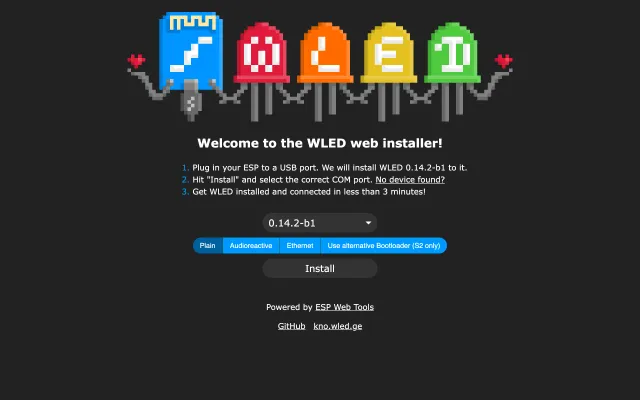 WLED
Welcome to the WLED web installer!
1. Plug in your ESP to a USB port. We will install WLED 0.14.2-b1 to it.
2. Hit "Install" and select the correct COM port. No device found?
3. Get WLED installed and connected in less than 3 minutes!
0.14.2-b1
Plain Audioreactive Ethernet Use alternative Bootloader (S2 only)
Install
Powered by ESP Web Tools
GitHub kno.wled.ge